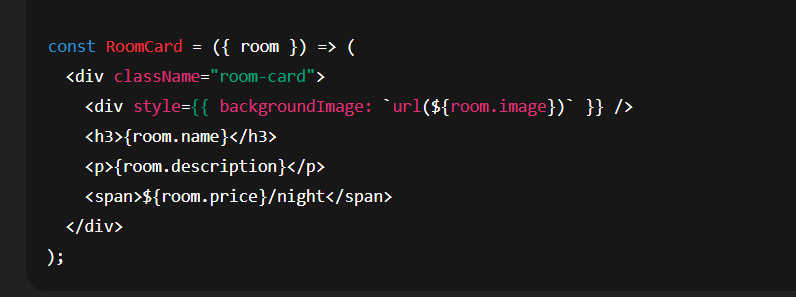 const RoomCard = ({ room }) => (
  <div className="room-card">
    <div style={{ backgroundImage: `url(${room.image})` }} />
    <h3>{room.name}</h3>
    <p>{room.description}</p>
    <span>${room.price}/night</span>
  </div>
);